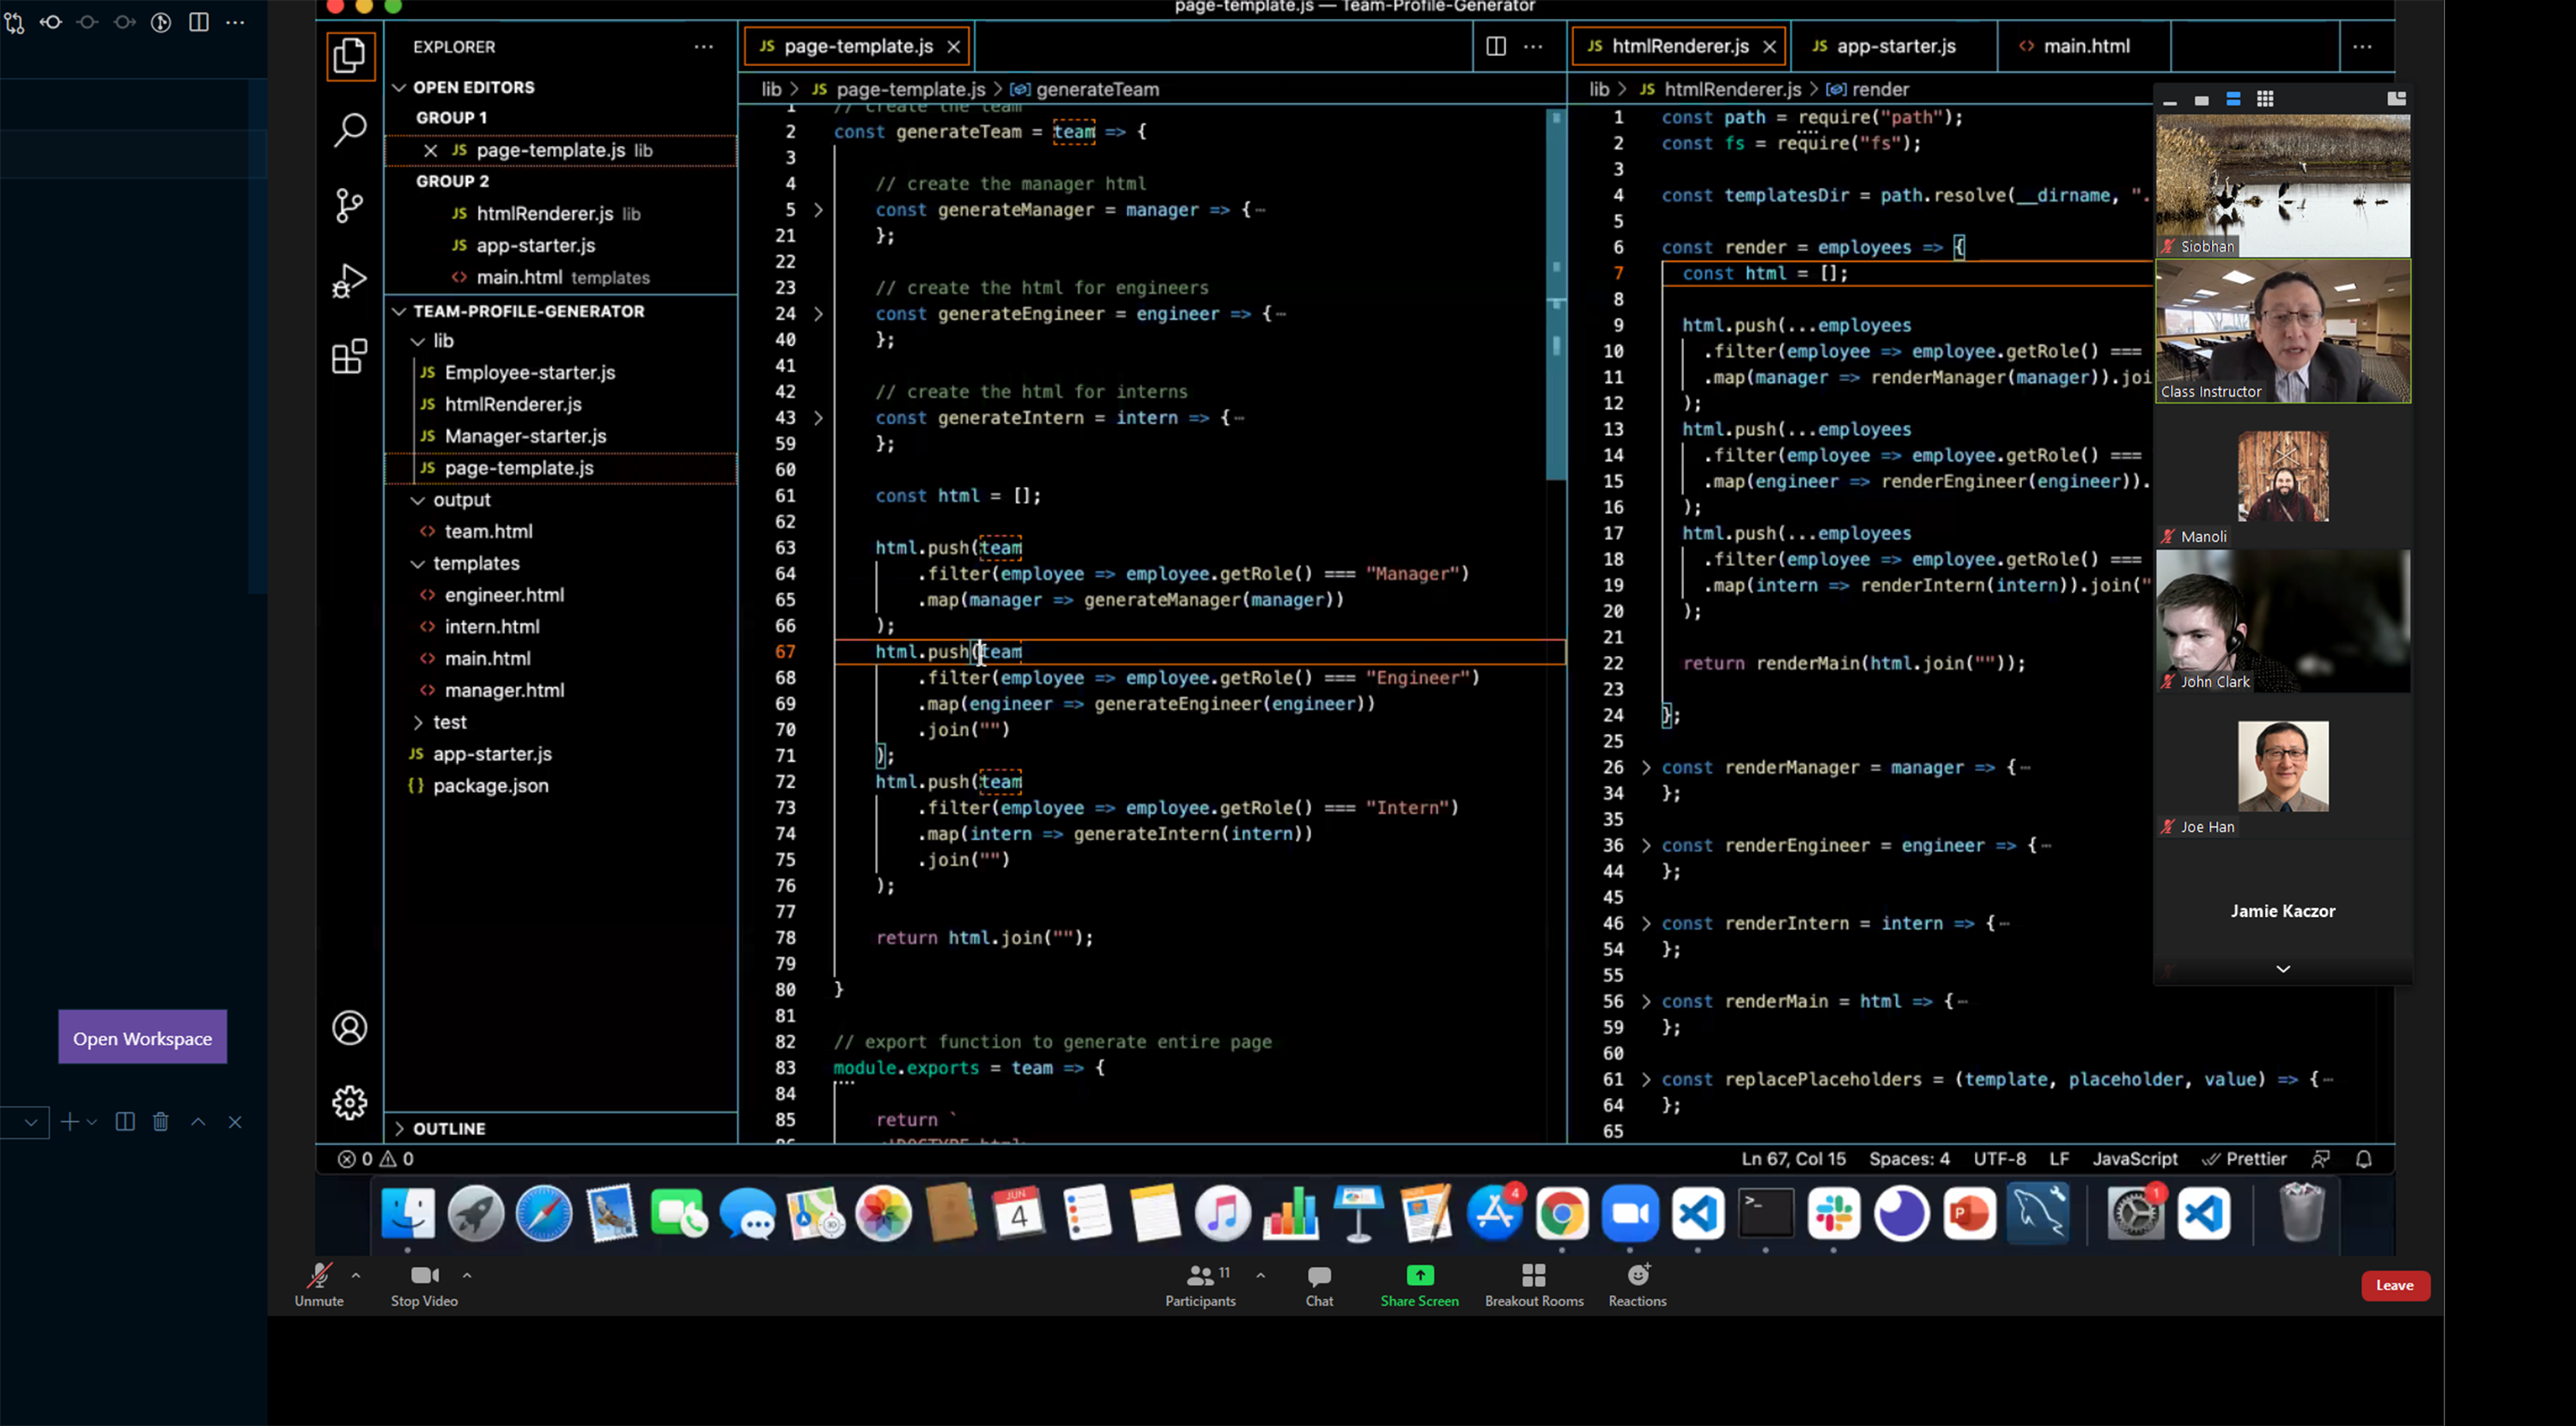 page-template.js — Team-Profile-Generator
EXPLORER
OPEN EDITORS
GROUP 1
JS page-template.js lib
GROUP 2
JS htmlRenderer.js lib
JS app-starter.js
<> main.html templates
TEAM-PROFILE-GENERATOR
lib
JS Employee-starter.js
JS htmlRenderer.js
JS Manager-starter.js
JS page-template.js
output
<> team.html
templates
<> engineer.html
<> intern.html
<> main.html
<> manager.html
test
JS app-starter.js
{} package.json
OUTLINE
Open Workspace
JS page-template.js
lib > JS page-template.js > generateTeam
1 // create the team
2 const generateTeam = team => {
3
4 // create the manager html
5 const generateManager = manager => {
21 };
22
23 // create the html for engineers
24 const generateEngineer = engineer => {
40 };
41
42 // create the html for interns
43 const generateIntern = intern => {
59 };
60
61 const html = [];
62
63 html.push(team
64 .filter(employee => employee.getRole() === "Manager")
65 .map(manager => generateManager(manager))
66 );
67 html.push(team
68 .filter(employee => employee.getRole() === "Engineer")
69 .map(engineer => generateEngineer(engineer))
70 .join("")
71 );
72 html.push(team
73 .filter(employee => employee.getRole() === "Intern")
74 .map(intern => generateIntern(intern))
75 .join("")
76 );
77
78 return html.join("");
79
80 }
81
82 // export function to generate entire page
83 module.exports = team => {
84
85 return `
86 <!DOCTYPE html>
JS htmlRenderer.js
JS app-starter.js
<> main.html
lib > JS htmlRenderer.js > render
1 const path = require("path");
2 const fs = require("fs");
3
4 const templatesDir = path.resolve(__dirname, ".
5
6 const render = employees => {
7 const html = [];
8
9 html.push(...employees
10 .filter(employee => employee.getRole() ===
11 .map(manager => renderManager(manager)).joi
12 );
13 html.push(...employees
14 .filter(employee => employee.getRole() ===
15 .map(engineer => renderEngineer(engineer)).
16 );
17 html.push(...employees
18 .filter(employee => employee.getRole() ===
19 .map(intern => renderIntern(intern)).join("
20 );
21
22 return renderMain(html.join(""));
23
24 };
25
26 const renderManager = manager => {
34 };
35
36 const renderEngineer = engineer => {
44 };
45
46 const renderIntern = intern => {
54 };
55
56 const renderMain = html => {
59 };
60
61 const replacePlaceholders = (template, placeholder, value) => {
64 };
65
Siobhan
Class Instructor
Manoli
John Clark
Joe Han
Jamie Kaczor
0 0
Ln 67, Col 15 Spaces: 4 UTF-8 LF JavaScript Prettier
JUN
4
4
1
Unmute
Stop Video
11
Participants
Chat
Share Screen
Breakout Rooms
Reactions
Leave